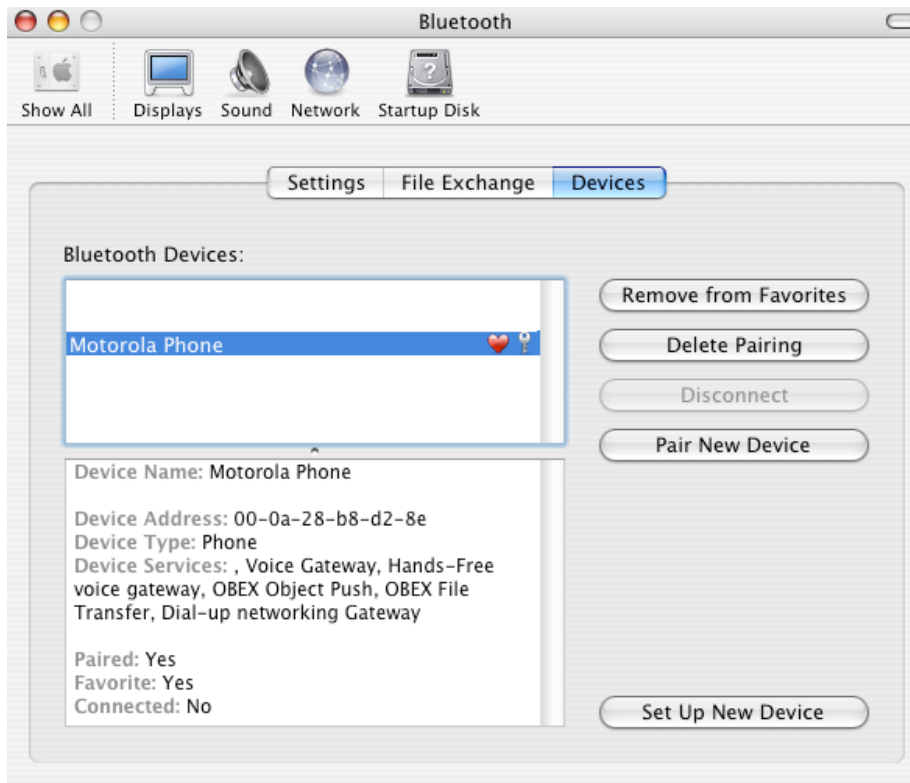 Bluetooth
Show All Displays Sound Network Startup Disk
Settings File Exchange Devices
Bluetooth Devices:
Remove from Favorites
Motorola Phone
Delete Pairing
Disconnect
Pair New Device
Device Name: Motorola Phone
Device Address: 00-0a-28-b8-d2-8e
Device Type: Phone
Device Services: , Voice Gateway, Hands-Free
voice gateway, OBEX Object Push, OBEX File
Transfer, Dial-up networking Gateway
Paired: Yes
Favorite: Yes
Connected: No
Set Up New Device